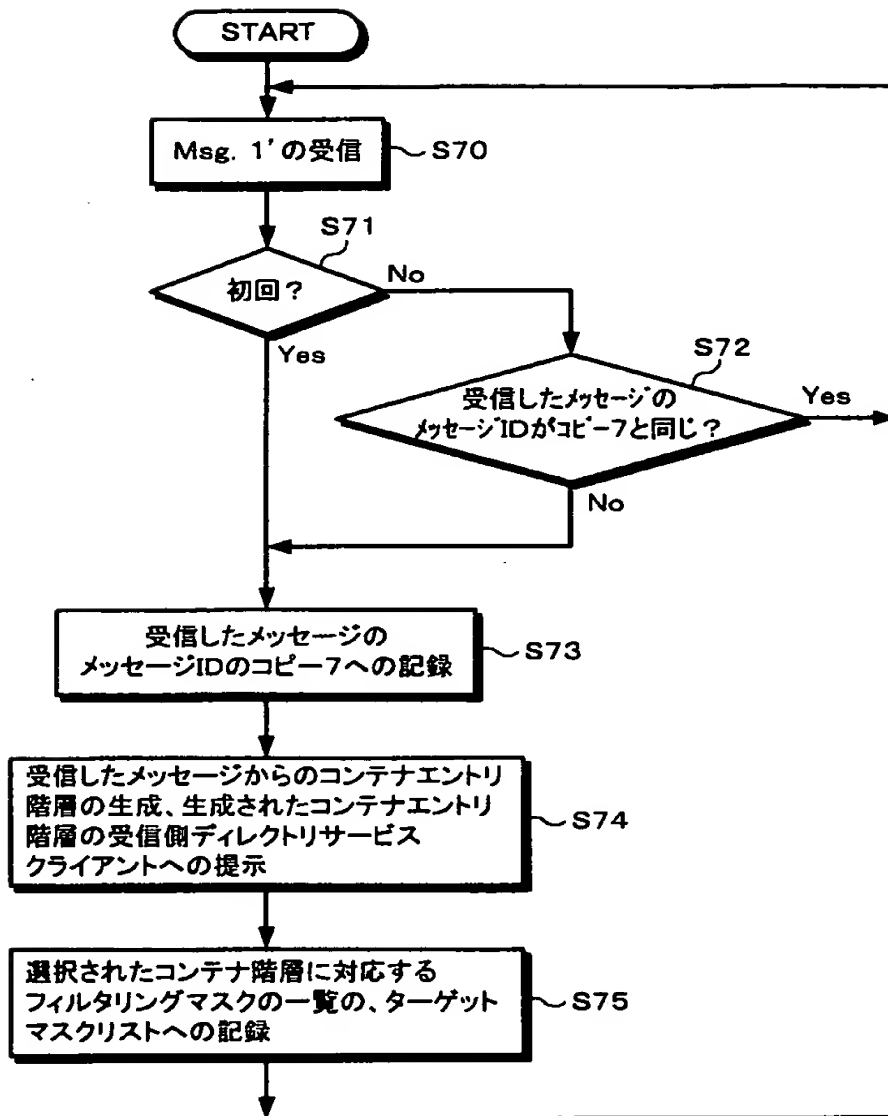 START
Msg. 1'の受信
S70
S71
初回?
No
Yes
S72
受信したメッセージの
メッセージIDがコピー7と同じ?
Yes
No
受信したメッセージの
メッセージIDのコピー7への記録
S73
受信したメッセージからのコンテナエントリ
階層の生成、生成されたコンテナエントリ
階層の受信側ディレクトリサービス
クライアントへの提示
S74
選択されたコンテナ階層に対応する
フィルタリングマスクの一覧の、ターゲット
マスクリストへの記録
S75